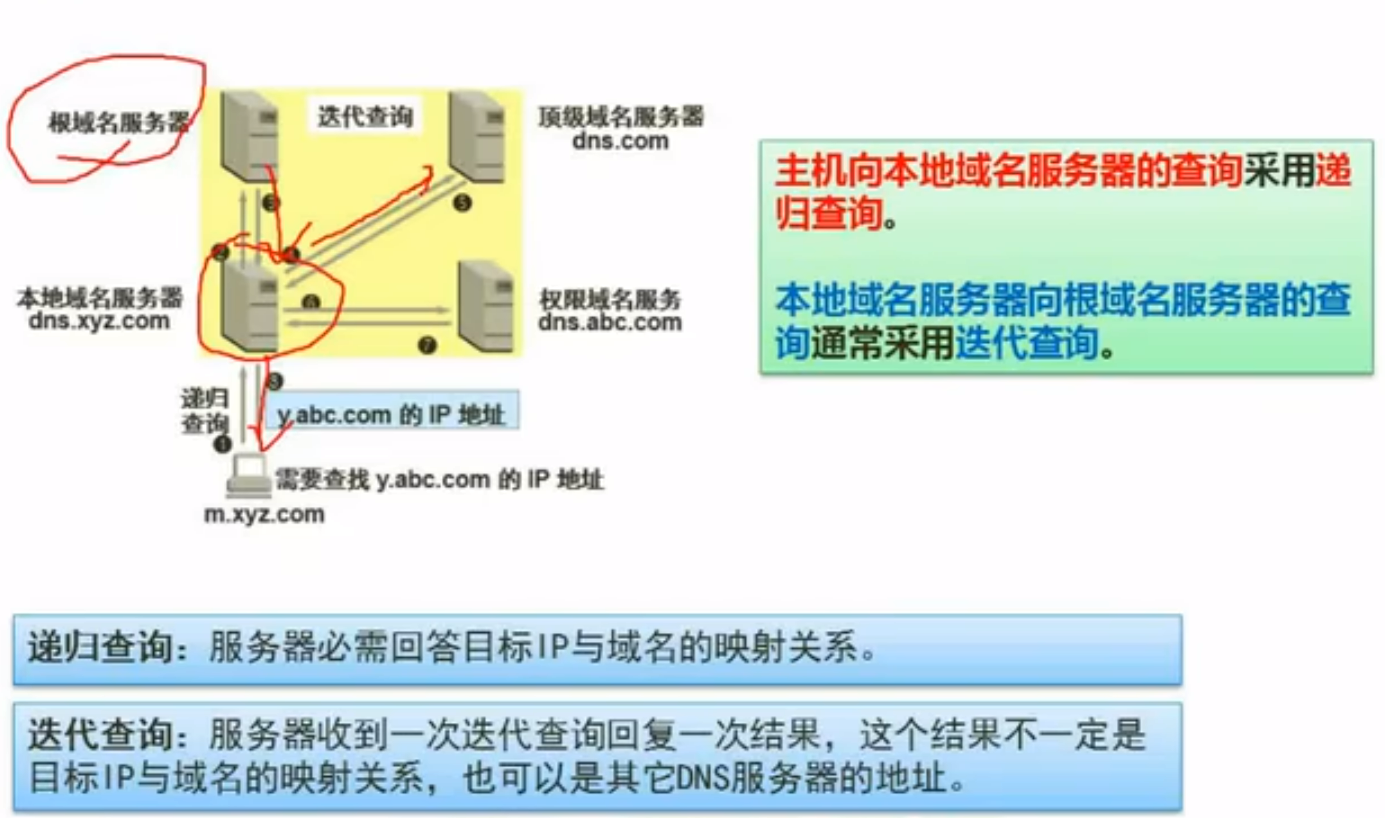 根域名服务器
迭代查询
顶级域名服务器
dns.com
❸
❺
❷
❹
本地域名服务器
dns.xyz.com
❻
权限域名服务
dns.abc.com
❼
❽
递归
查询
❶
y.abc.com 的 IP 地址
需要查找 y.abc.com 的 IP 地址
m.xyz.com
主机向本地域名服务器的查询采用递
归查询。
本地域名服务器向根域名服务器的查
询通常采用迭代查询。
递归查询：服务器必需回答目标IP与域名的映射关系。
迭代查询：服务器收到一次迭代查询回复一次结果，这个结果不一定是
目标IP与域名的映射关系，也可以是其它DNS服务器的地址。